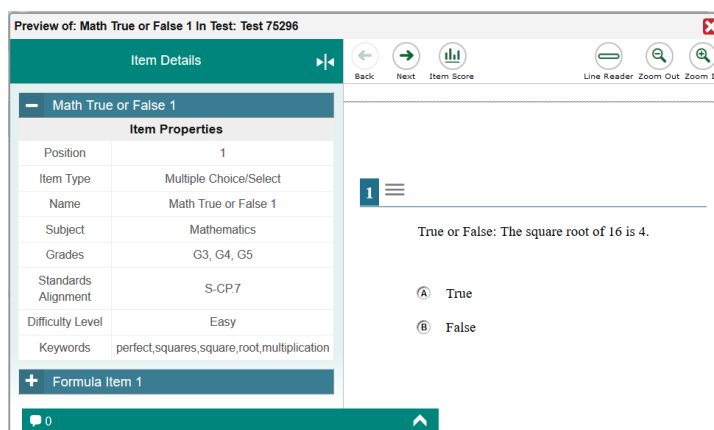 Preview of: Math True or False 1 In Test: Test 75296
Item Details
Back
Next
Item Score
Line Reader
Zoom Out
Zoom I
Math True or False 1
Item Properties
Position 1
Item Type Multiple Choice/Select
Name Math True or False 1
Subject Mathematics
Grades G3, G4, G5
Standards
Alignment
S-CP.7
Difficulty Level Easy
Keywords perfect,squares,square,root,multiplication
Formula Item 1
0
1
True or False: The square root of 16 is 4.
A True
B False